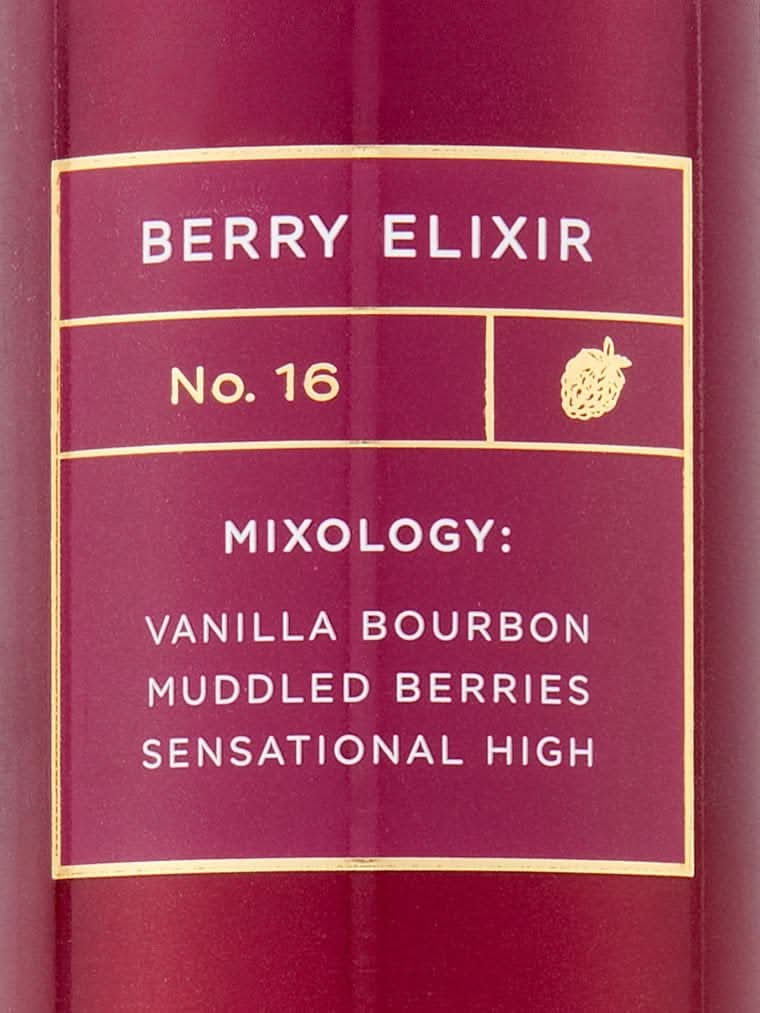 BERRY ELIXIR
No. 16
MIXOLOGY:
VANILLA BOURBON
MUDDLED BERRIES
SENSATIONAL HIGH